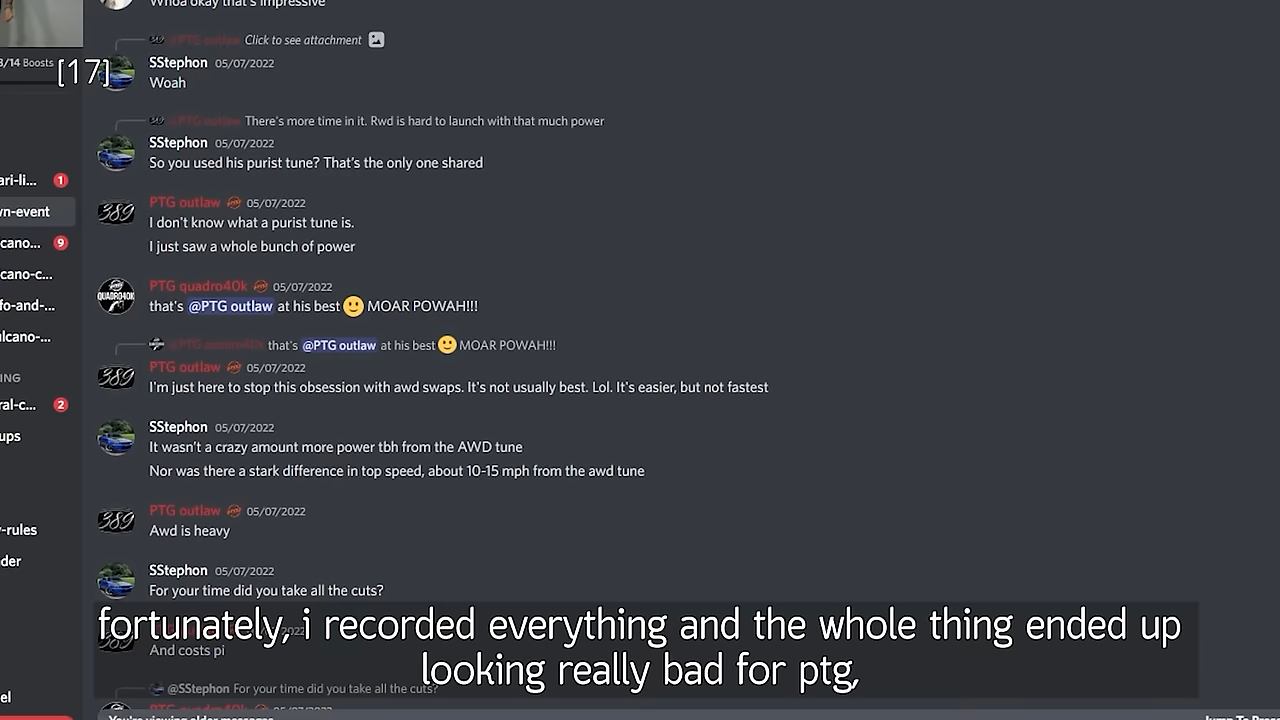 Whoa okay that's impressive
@PTG outlaw Click to see attachment
8/14 Boosts
[17]
SStephon 05/07/2022
Woah
@PTG outlaw There's more time in it. Rwd is hard to launch with that much power
SStephon 05/07/2022
So you used his purist tune? That's the only one shared
ari-li... 1
PTG outlaw 05/07/2022
wn-event
I don't know what a purist tune is.
cano... 9
I just saw a whole bunch of power
cano-c...
PTG quadro40k 05/07/2022
QUADRO40K
fo-and-...
that's @PTG outlaw at his best 🙂 MOAR POWAH!!!
ulcano-...
@PTG quadro40k that's @PTG outlaw at his best 🙂 MOAR POWAH!!!
PTG outlaw 05/07/2022
ING
389
I'm just here to stop this obsession with awd swaps. It's not usually best. Lol. It's easier, but not fastest
ral-c... 2
SStephon 05/07/2022
ups
It wasn't a crazy amount more power tbh from the AWD tune
Nor was there a stark difference in top speed, about 10-15 mph from the awd tune
PTG outlaw 05/07/2022
389
Awd is heavy
y-rules
der
SStephon 05/07/2022
For your time did you take all the cuts?
fortunately, i recorded everything and the whole thing ended up
looking really bad for ptg,
And costs pi
@SStephon For your time did you take all the cuts?
el
PTG quadro40k 05/07/2022
You're viewing older messages
Jump To Pres